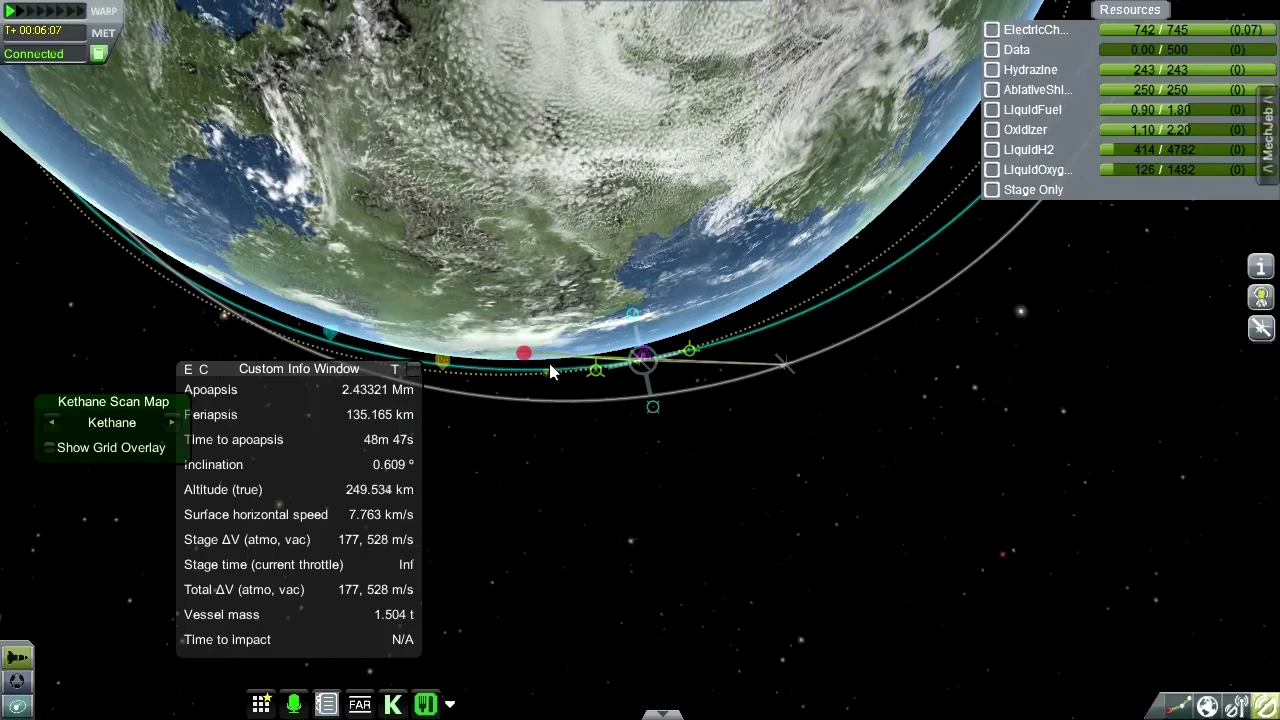 WARP
T+ 00:06:07
MET
Connected
Resources
ElectricCh... 742 / 745 (0.07)
Data 0.00 / 500 (0)
Hydrazine 243 / 243 (0)
AblativeShi... 250 / 250 (0)
LiquidFuel 0.90 / 1.80 (0)
Oxidizer 1.10 / 2.20 (0)
LiquidH2 414 / 4782 (0)
LiquidOxyg... 126 / 1482 (0)
Stage Only
< MechJeb <
E C Custom Info Window T
Apoapsis 2.43321 Mm
Periapsis 135.165 km
Time to apoapsis 48m 47s
Inclination 0.609 º
Altitude (true) 249.534 km
Surface horizontal speed 7.763 km/s
Stage ΔV (atmo, vac) 177, 528 m/s
Stage time (current throttle) Inf
Total ΔV (atmo, vac) 177, 528 m/s
Vessel mass 1.504 t
Time to impact N/A
Kethane Scan Map
Kethane
Show Grid Overlay
FAR
K